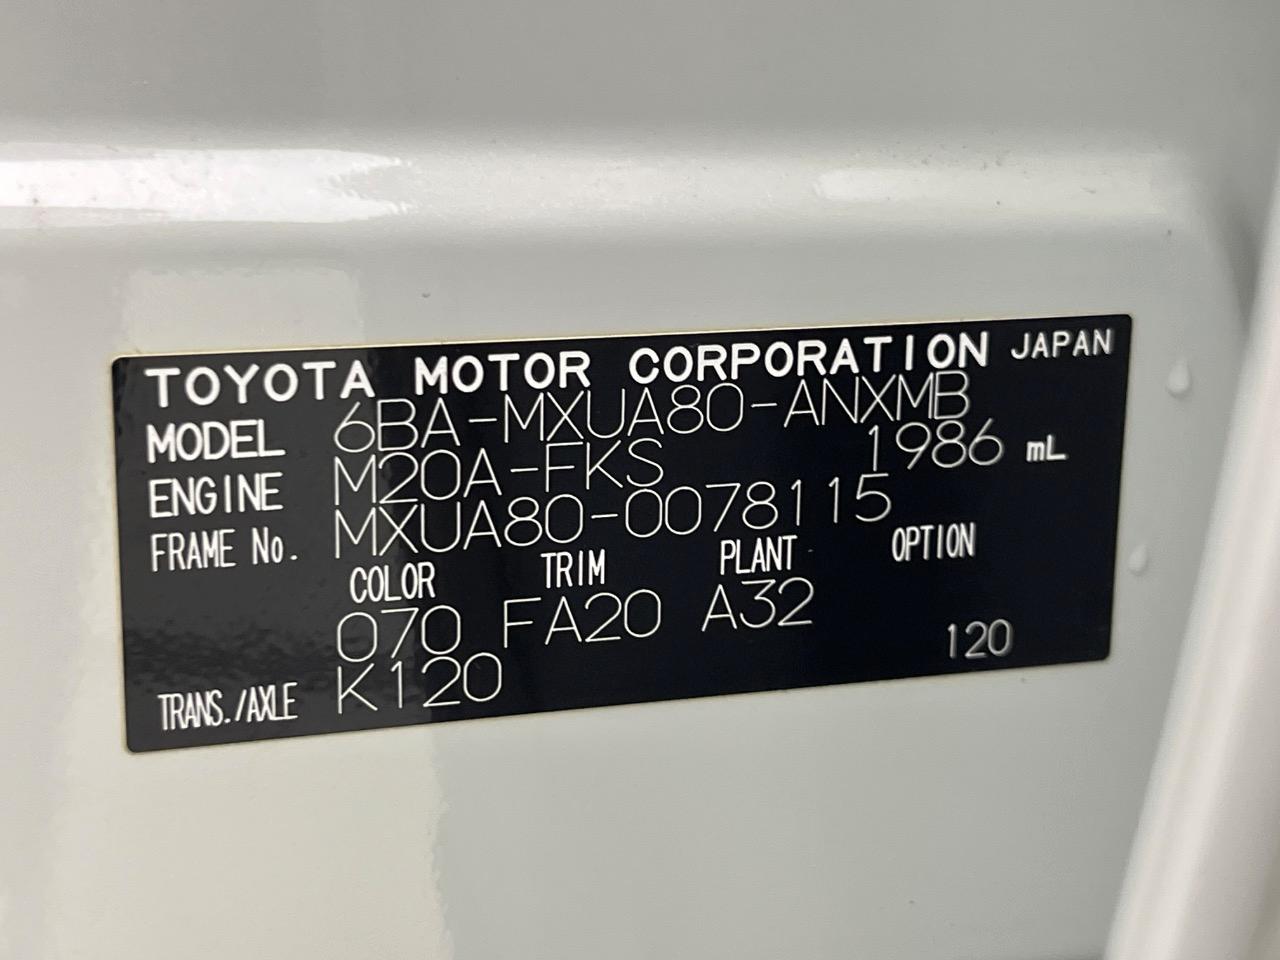 TOYOTA MOTOR CORPORATION JAPAN
MODEL 6BA-MXUA80-ANXMB
ENGINE M20A-FKS 1986 mL
FRAME No. MXUA80-0078115
COLOR TRIM PLANT OPTION
070 FA20 A32
TRANS./AXLE K120 120